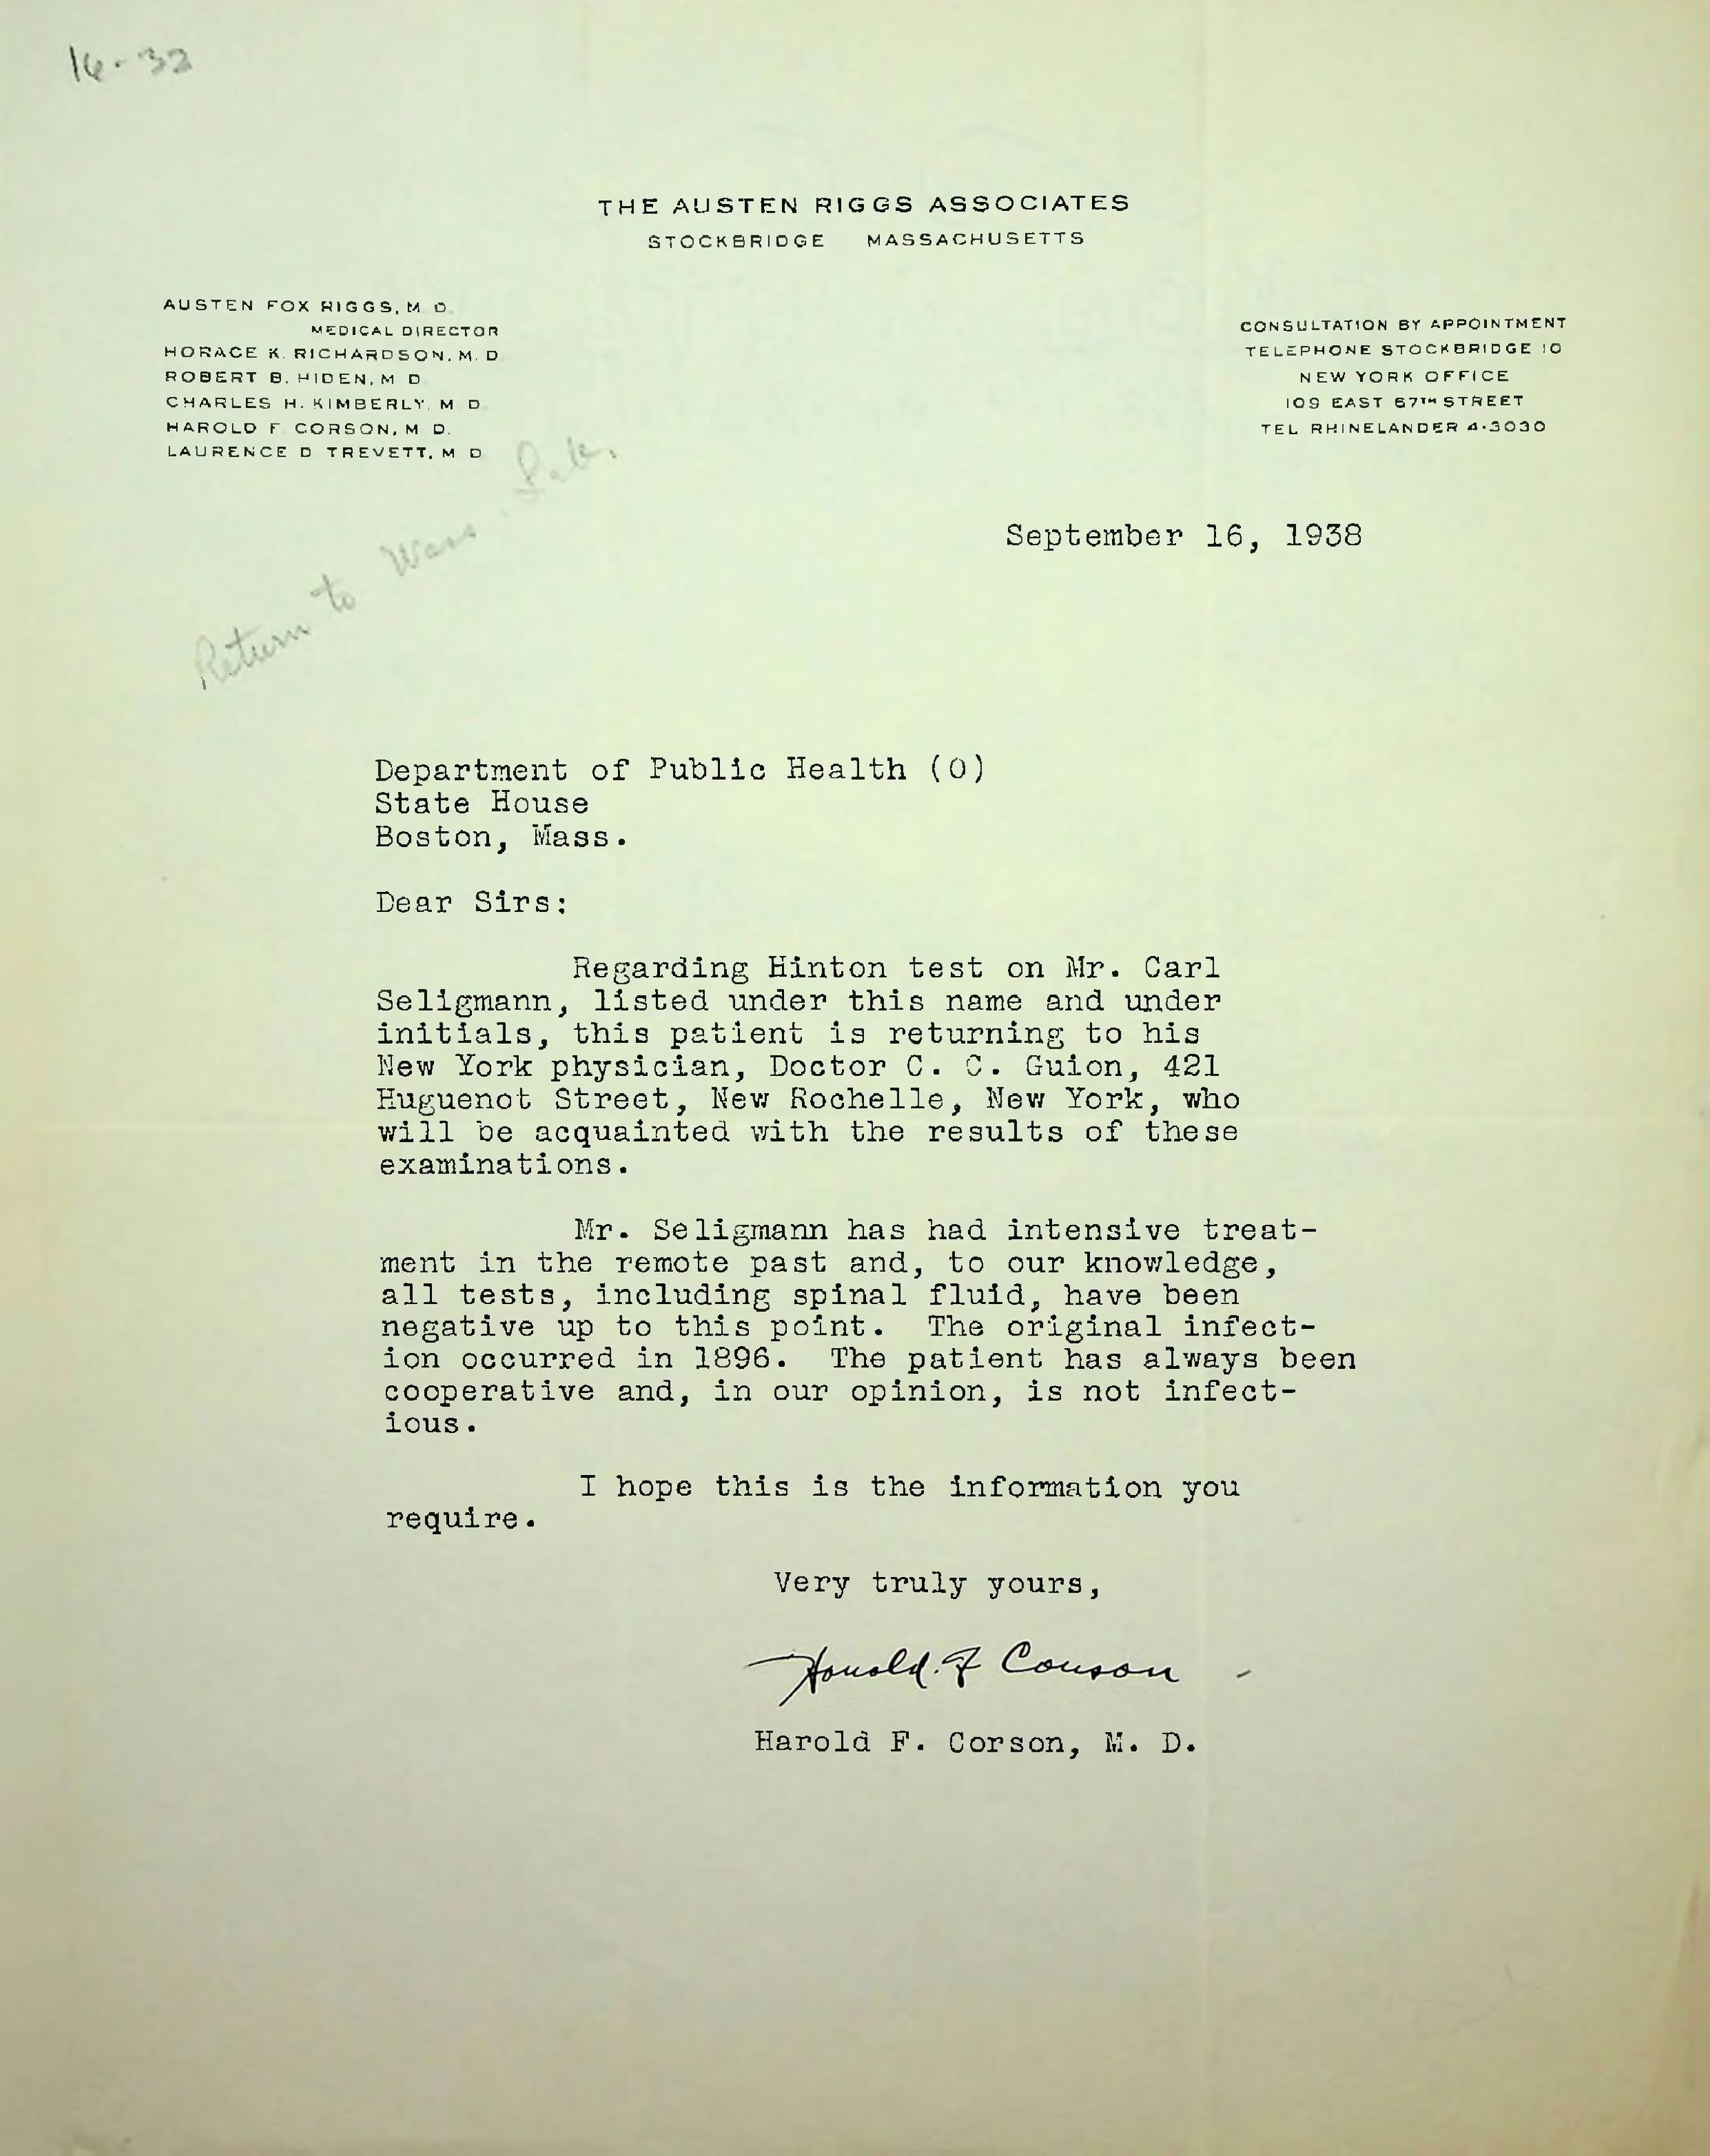 16-32
THE AUSTEN RIGGS ASSOCIATES
STOCKBRIDGE MASSACHUSETTS
AUSTEN FOX RIGGS, M D.
MEDICAL DIRECTOR
HORACE K. RICHARDSON, M. D
ROBERT B. HIDEN, M D
CHARLES H. KIMBERLY, M D
HAROLD F CORSON, M D.
LAURENCE D TREVETT, M D
CONSULTATION BY APPOINTMENT
TELEPHONE STOCKBRIDGE 10
NEW YORK OFFICE
109 EAST 67TH STREET
TEL RHINELANDER 4-3030
Return to Wass. Lab.
September 16, 1938
Department of Public Health (O)
State House
Boston, Mass.
Dear Sirs:
Regarding Hinton test on Mr. Carl
Seligmann, listed under this name and under
initials, this patient is returning to his
New York physician, Doctor C. C. Guion, 421
Huguenot Street, New Rochelle, New York, who
will be acquainted with the results of these
examinations.
Mr. Seligmann has had intensive treat-
ment in the remote past and, to our knowledge,
all tests, including spinal fluid, have been
negative up to this point. The original infect-
ion occurred in 1896. The patient has always been
cooperative and, in our opinion, is not infect-
ious.
I hope this is the information you
require.
Very truly yours,
Harold F Corson
Harold F. Corson, M. D.